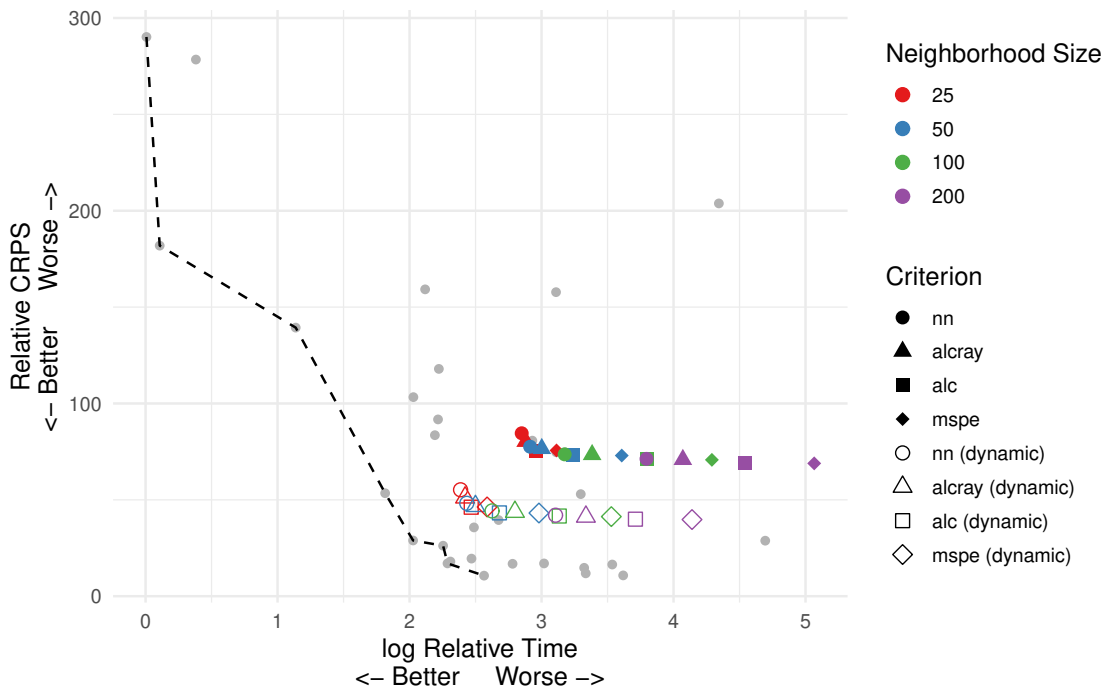 300
200
100
0
Relative CRPS
<− Better    Worse −>
0 1 2 3 4 5
log Relative Time
<− Better    Worse −>
Neighborhood Size
25
50
100
200
Criterion
nn
alcray
alc
mspe
nn (dynamic)
alcray (dynamic)
alc (dynamic)
mspe (dynamic)